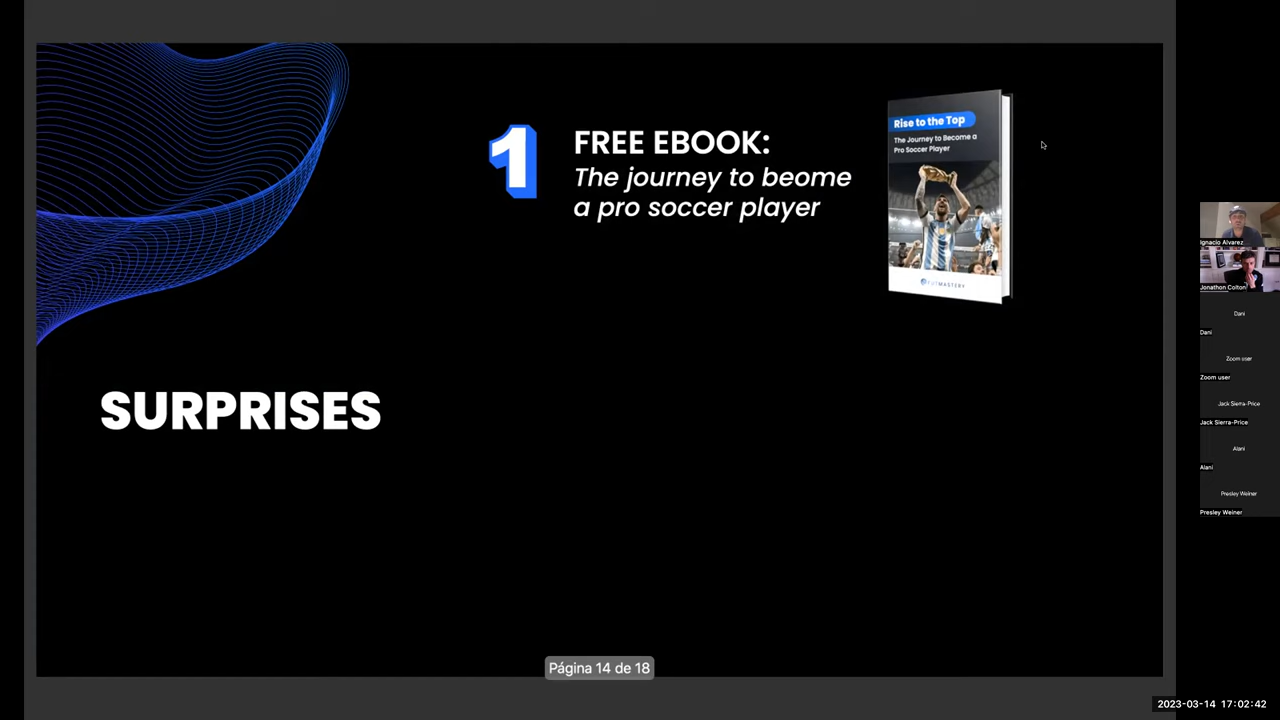 1
FREE EBOOK:
The journey to beome
a pro soccer player
Rise to the Top
The Journey to Become a
Pro Soccer Player
FUTMASTERY
SURPRISES
Página 14 de 18
Ignacio Alvarez
Jonathon Colton
Dani
Dani
Zoom user
Zoom user
Jack Sierra-Price
Jack Sierra-Price
Alani
Alani
Presley Weiner
Presley Weiner
2023-03-14 17:02:42